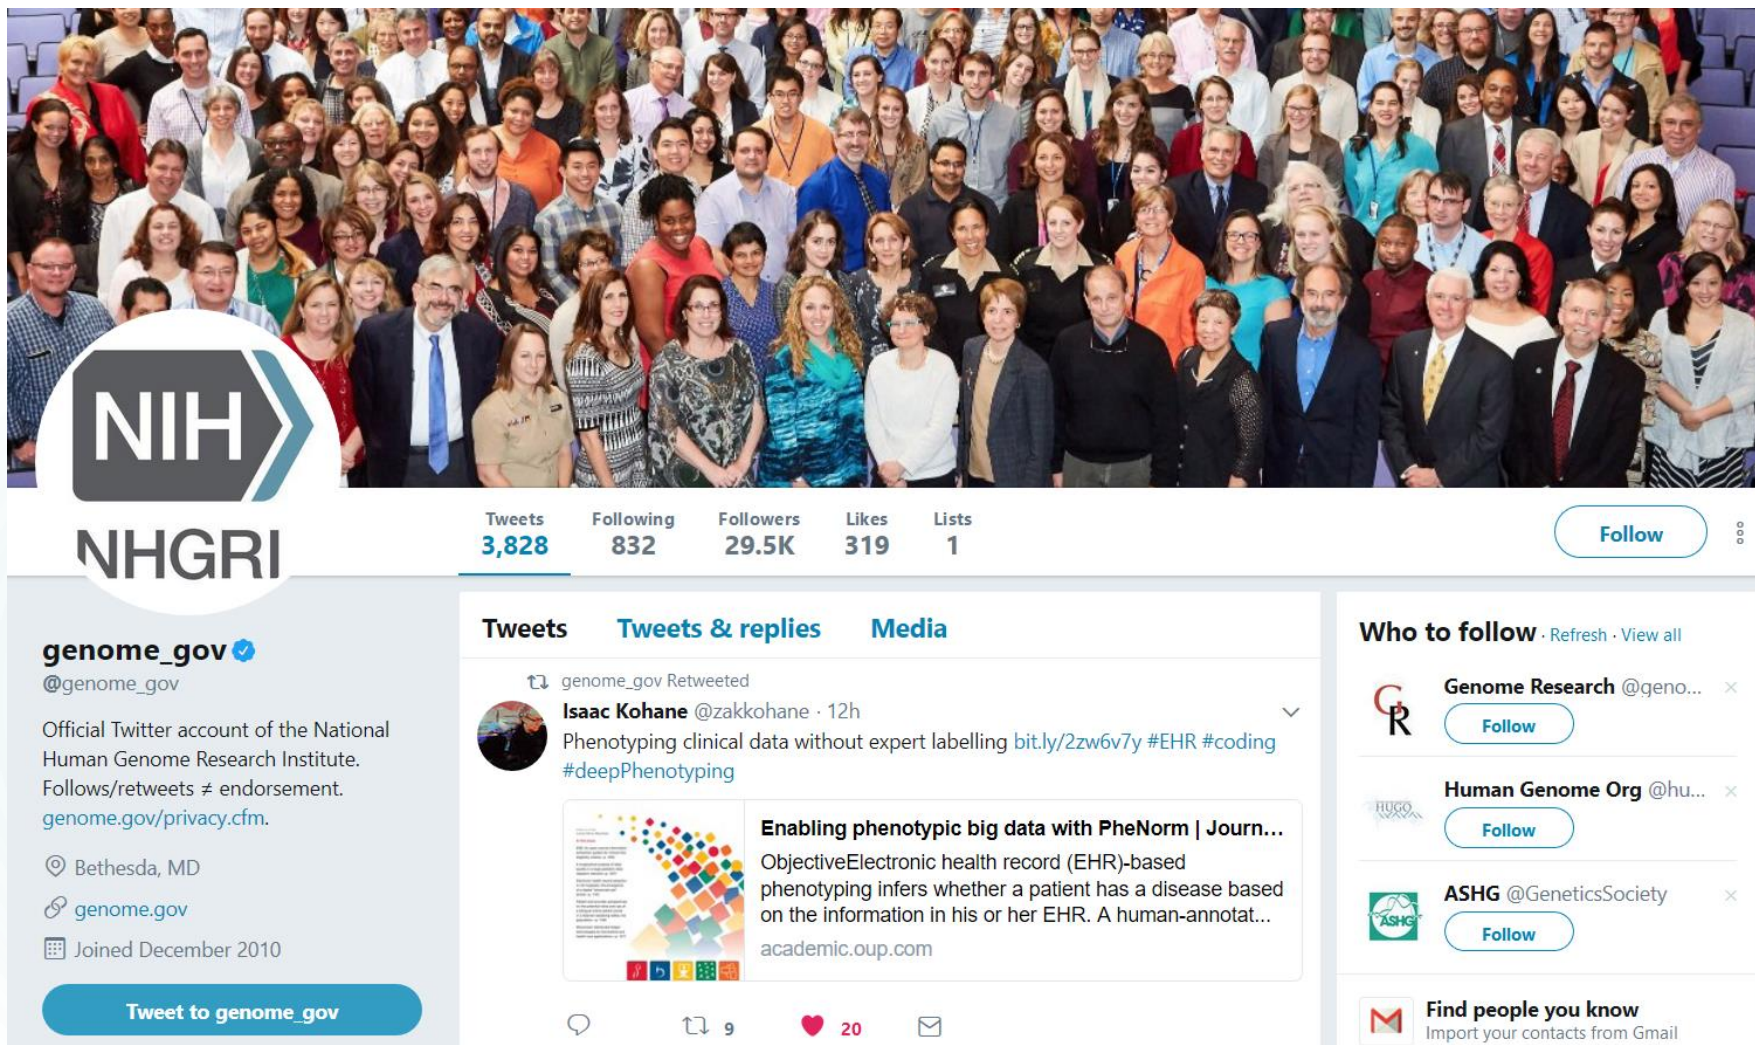 NIH
NHGRI
Tweets
3,828
Following
832
Followers
29.5K
Likes
319
Lists
1
Follow
genome_gov
@genome_gov
Official Twitter account of the National
Human Genome Research Institute.
Follows/retweets ≠ endorsement.
genome.gov/privacy.cfm.
Bethesda, MD
genome.gov
Joined December 2010
Tweet to genome_gov
Tweets Tweets & replies Media
genome_gov Retweeted
Isaac Kohane @zakkohane · 12h
Phenotyping clinical data without expert labelling bit.ly/2zw6v7y #EHR #coding
#deepPhenotyping
Enabling phenotypic big data with PheNorm | Journ...
ObjectiveElectronic health record (EHR)-based
phenotyping infers whether a patient has a disease based
on the information in his or her EHR. A human-annotat...
academic.oup.com
9
20
Who to follow · Refresh · View all
GR
Genome Research @geno...
Follow
HUGO
Human Genome Org @hu...
Follow
ASHG
ASHG @GeneticsSociety
Follow
Find people you know
Import your contacts from Gmail